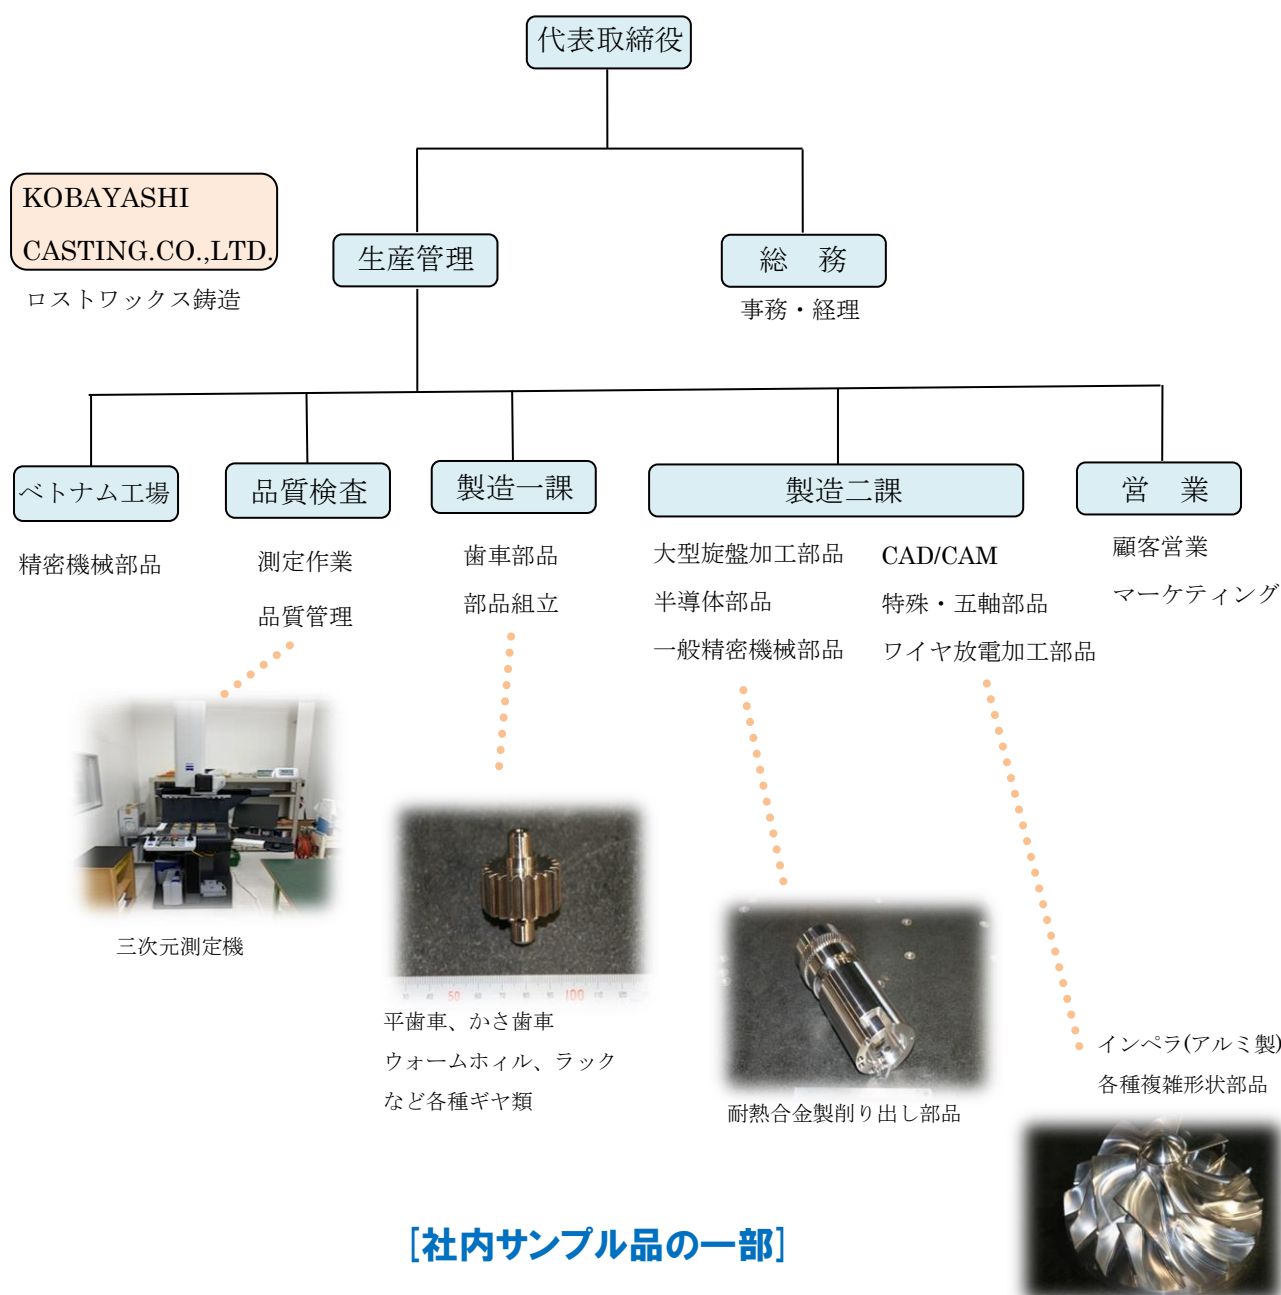 代表取締役
KOBAYASHI
CASTING.CO.,LTD.
ロストワックス鋳造
生産管理
総　務
事務・経理
ベトナム工場
精密機械部品
品質検査
測定作業
品質管理
製造一課
歯車部品
部品組立
製造二課
大型旋盤加工部品
半導体部品
一般精密機械部品
CAD/CAM
特殊・五軸部品
ワイヤ放電加工部品
営　業
顧客営業
マーケティング
三次元測定機
50
100
平歯車、かさ歯車
ウォームホィル、ラック
など各種ギヤ類
耐熱合金製削り出し部品
インペラ(アルミ製)
各種複雑形状部品
[社内サンプル品の一部]